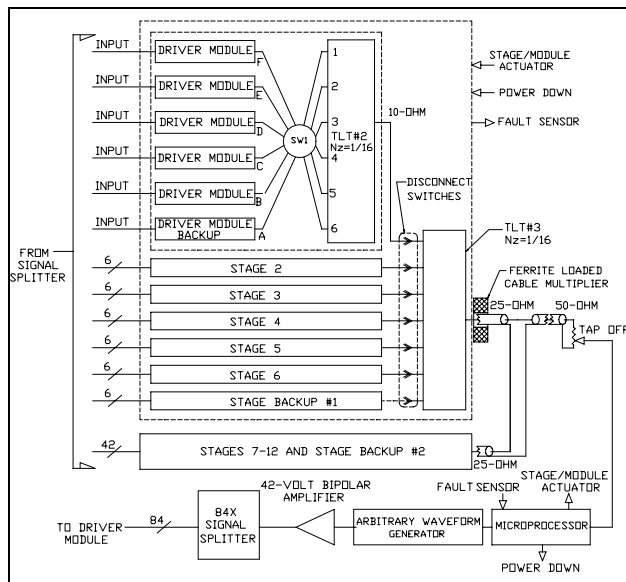 INPUT
DRIVER MODULE
F
INPUT
DRIVER MODULE
E
INPUT
DRIVER MODULE
D
INPUT
DRIVER MODULE
C
INPUT
DRIVER MODULE
B
INPUT
DRIVER MODULE
BACKUP
A
SW1
1
2
3
TLT#2
Nz=1/16
4
5
6
10-OHM
STAGE/MODULE
ACTUATOR
POWER DOWN
FAULT SENSOR
DISCONNECT
SWITCHES
TLT#3
Nz=1/16
FERRITE LOADED
CABLE MULTIPLIER
25-OHM
50-OHM
TAP OFF
FROM
SIGNAL
SPLITTER
6
STAGE 2
6
STAGE 3
6
STAGE 4
6
STAGE 5
6
STAGE 6
6
STAGE BACKUP #1
42
STAGES 7-12 AND STAGE BACKUP #2
25-OHM
TO DRIVER
MODULE
84
84X
SIGNAL
SPLITTER
42-VOLT BIPOLAR
AMPLIFIER
ARBITRARY WAVEFORM
GENERATOR
FAULT SENSOR
STAGE/MODULE
ACTUATOR
MICROPROCESSOR
POWER DOWN